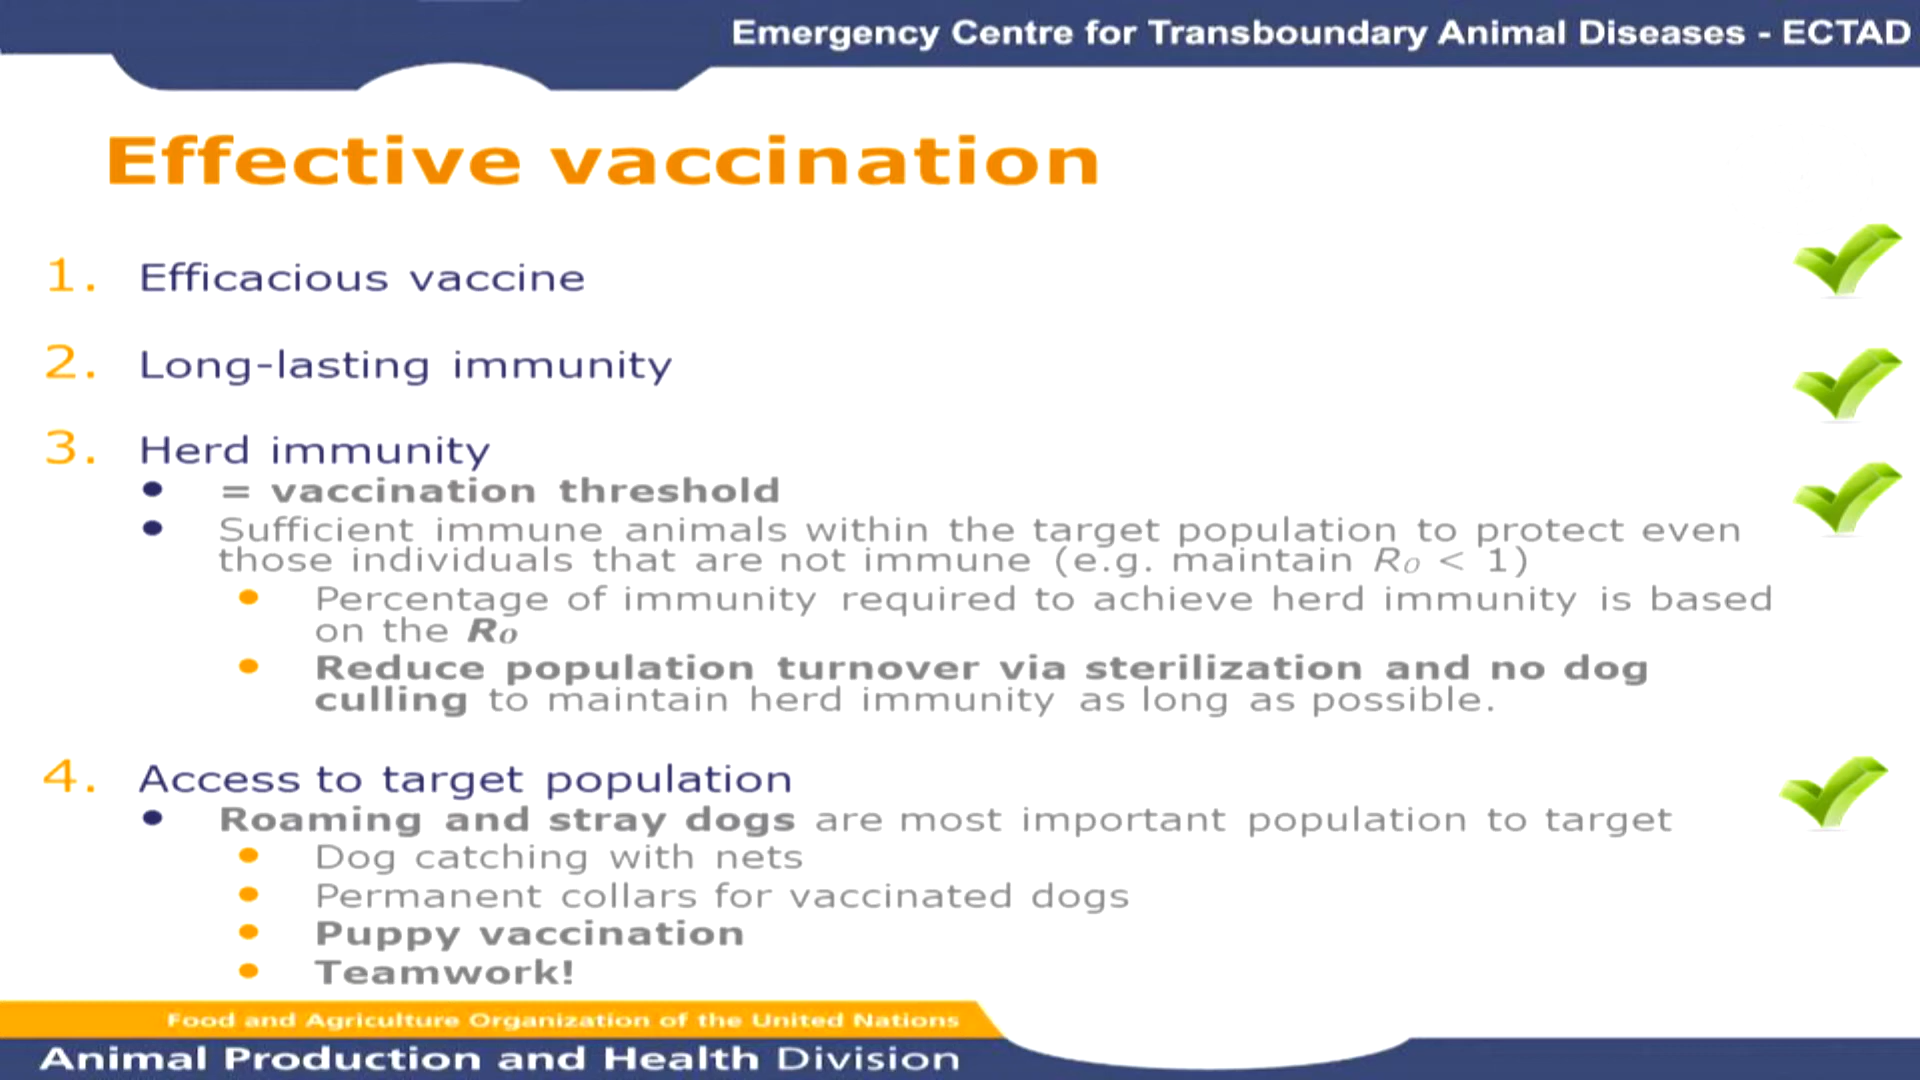 Emergency Centre for Transboundary Animal Diseases - ECTAD
Effective vaccination
1. Efficacious vaccine
2. Long-lasting immunity
3. Herd immunity
• = vaccination threshold
• Sufficient immune animals within the target population to protect even
those individuals that are not immune (e.g. maintain R₀ < 1)
• Percentage of immunity required to achieve herd immunity is based
on the R₀
• Reduce population turnover via sterilization and no dog
culling to maintain herd immunity as long as possible.
4. Access to target population
• Roaming and stray dogs are most important population to target
• Dog catching with nets
• Permanent collars for vaccinated dogs
• Puppy vaccination
• Teamwork!
Food and Agriculture Organization of the United Nations
Animal Production and Health Division